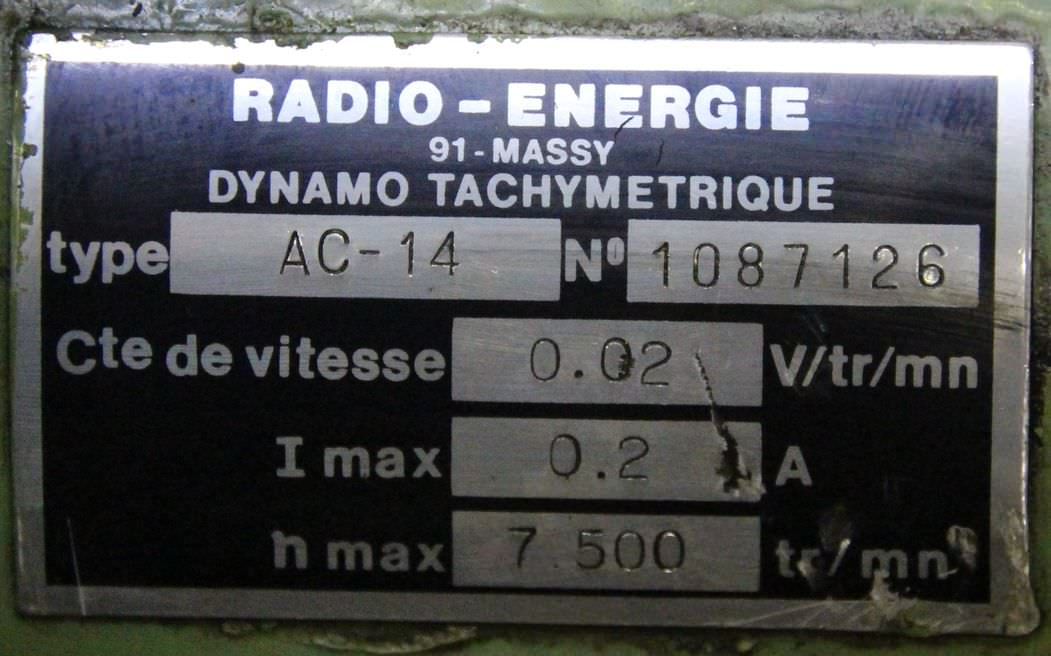 RADIO - ENERGIE
91 - MASSY
DYNAMO TACHYMETRIQUE
type AC-14 Nº 1087126
Cte de vitesse 0.02 V/tr/mn
I max 0.2 A
n max 7 500 tr/mn